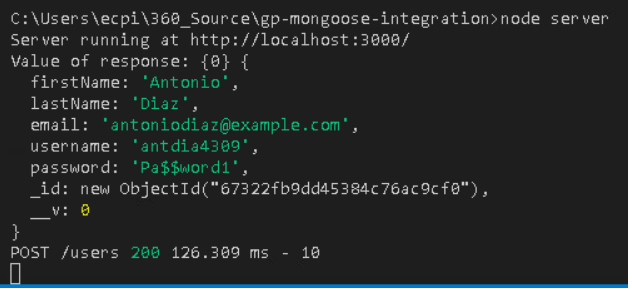 C:\Users\ecpi\360_Source\gp-mongoose-integration>node server
Server running at http://localhost:3000/
Value of response: {0} {
  firstName: 'Antonio',
  lastName: 'Diaz',
  email: 'antoniodiaz@example.com',
  username: 'antdia4309',
  password: 'Pa$$word1',
  _id: new ObjectId("67322fb9dd45384c76ac9cf0"),
  __v: 0
}
POST /users 200 126.309 ms - 10